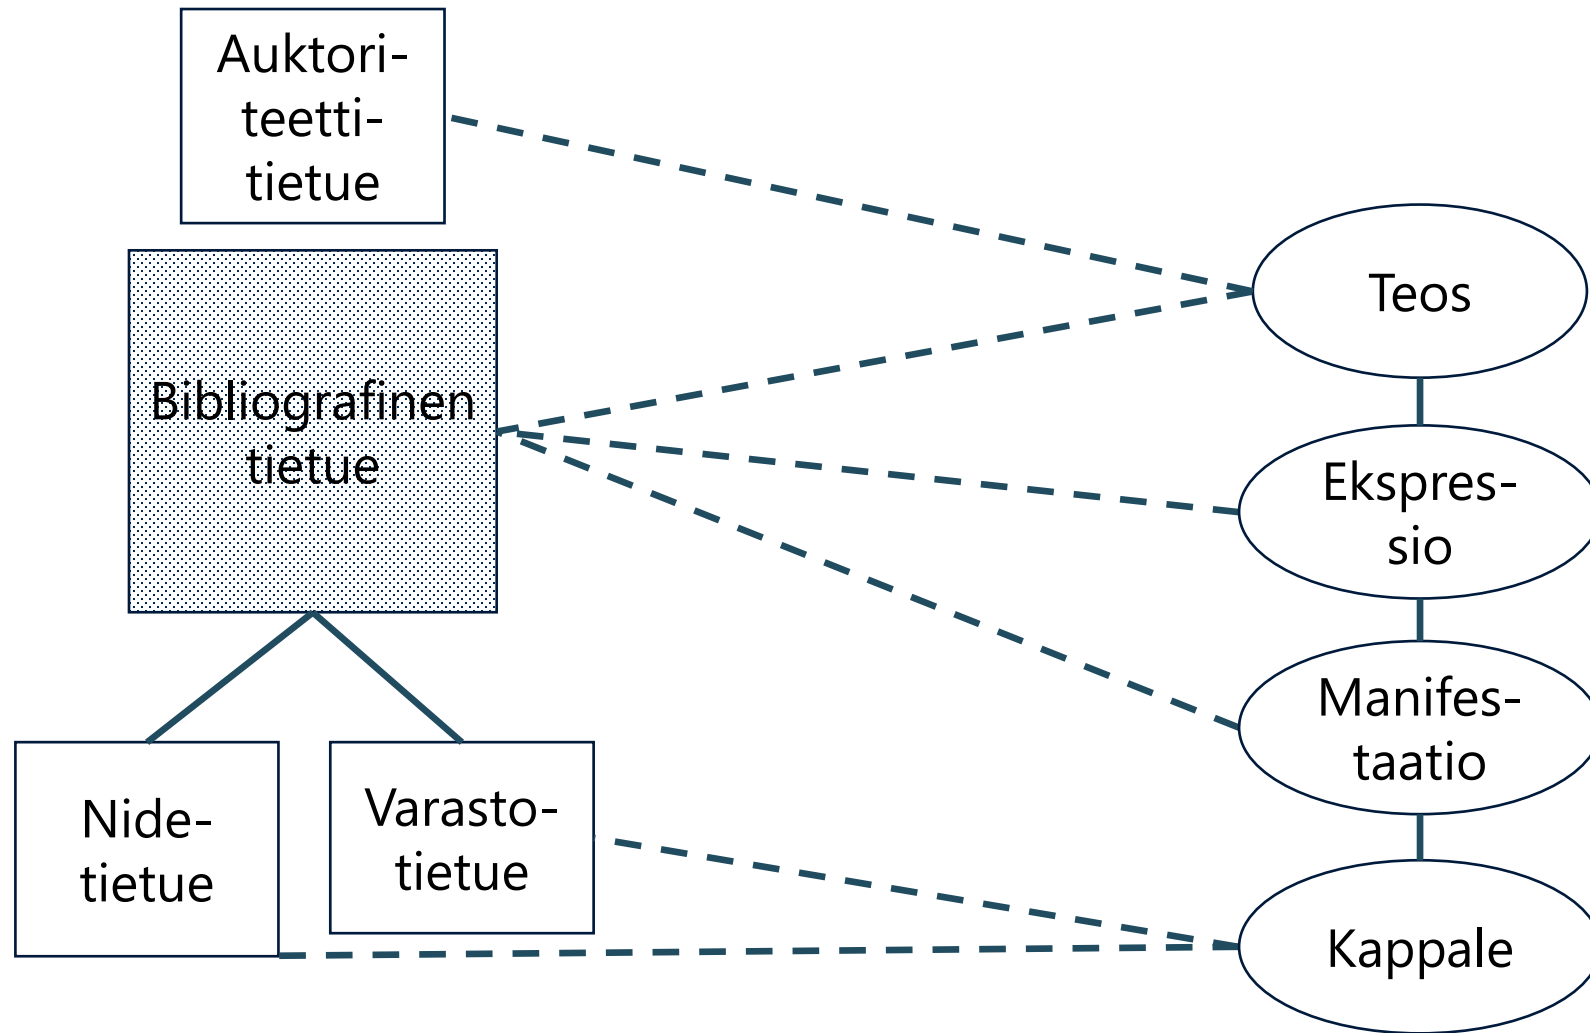 Auktori-
teetti-
tietue
Bibliografinen
tietue
Nide-
tietue
Varasto-
tietue
Teos
Ekspres-
sio
Manifes-
taatio
Kappale